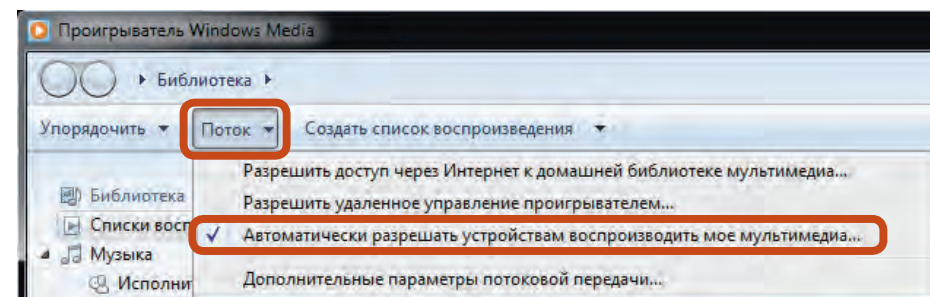 Проигрыватель Windows Media
Библиотека
Упорядочить Поток Создать список воспроизведения
Разрешить доступ через Интернет к домашней библиотеке мультимедиа...
Библиотека
Разрешить удаленное управление проигрывателем...
Списки восп
Автоматически разрешать устройствам воспроизводить мое мультимедиа...
Музыка
Исполни
Дополнительные параметры потоковой передачи...